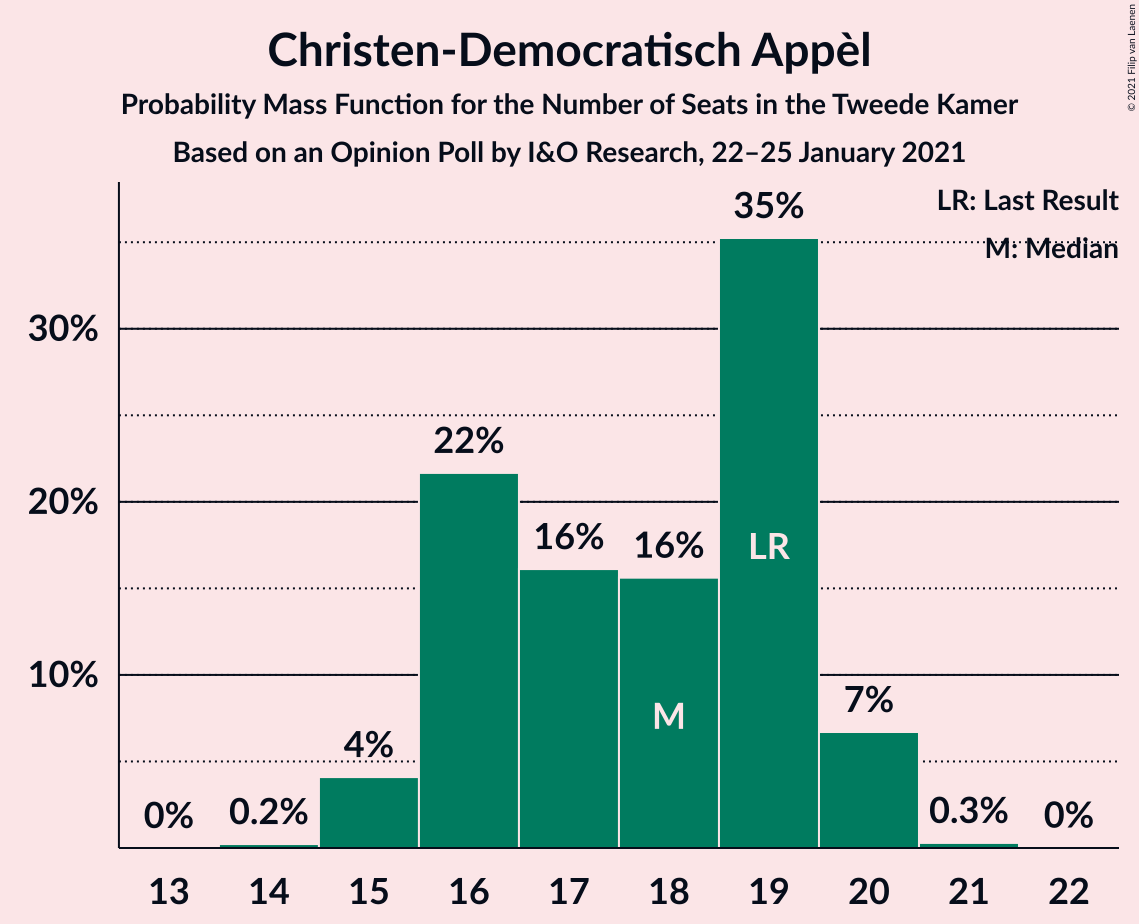 Christen-Democratisch Appèl
Probability Mass Function for the Number of Seats in the Tweede Kamer
Based on an Opinion Poll by I&O Research, 22–25 January 2021
© 2021 Filip van Laenen
LR: Last Result
M: Median
35%
30%
22%
20%
16%
16%
LR
10%
7%
M
4%
0%
0.2%
0.3%
0%
13 14 15 16 17 18 19 20 21 22